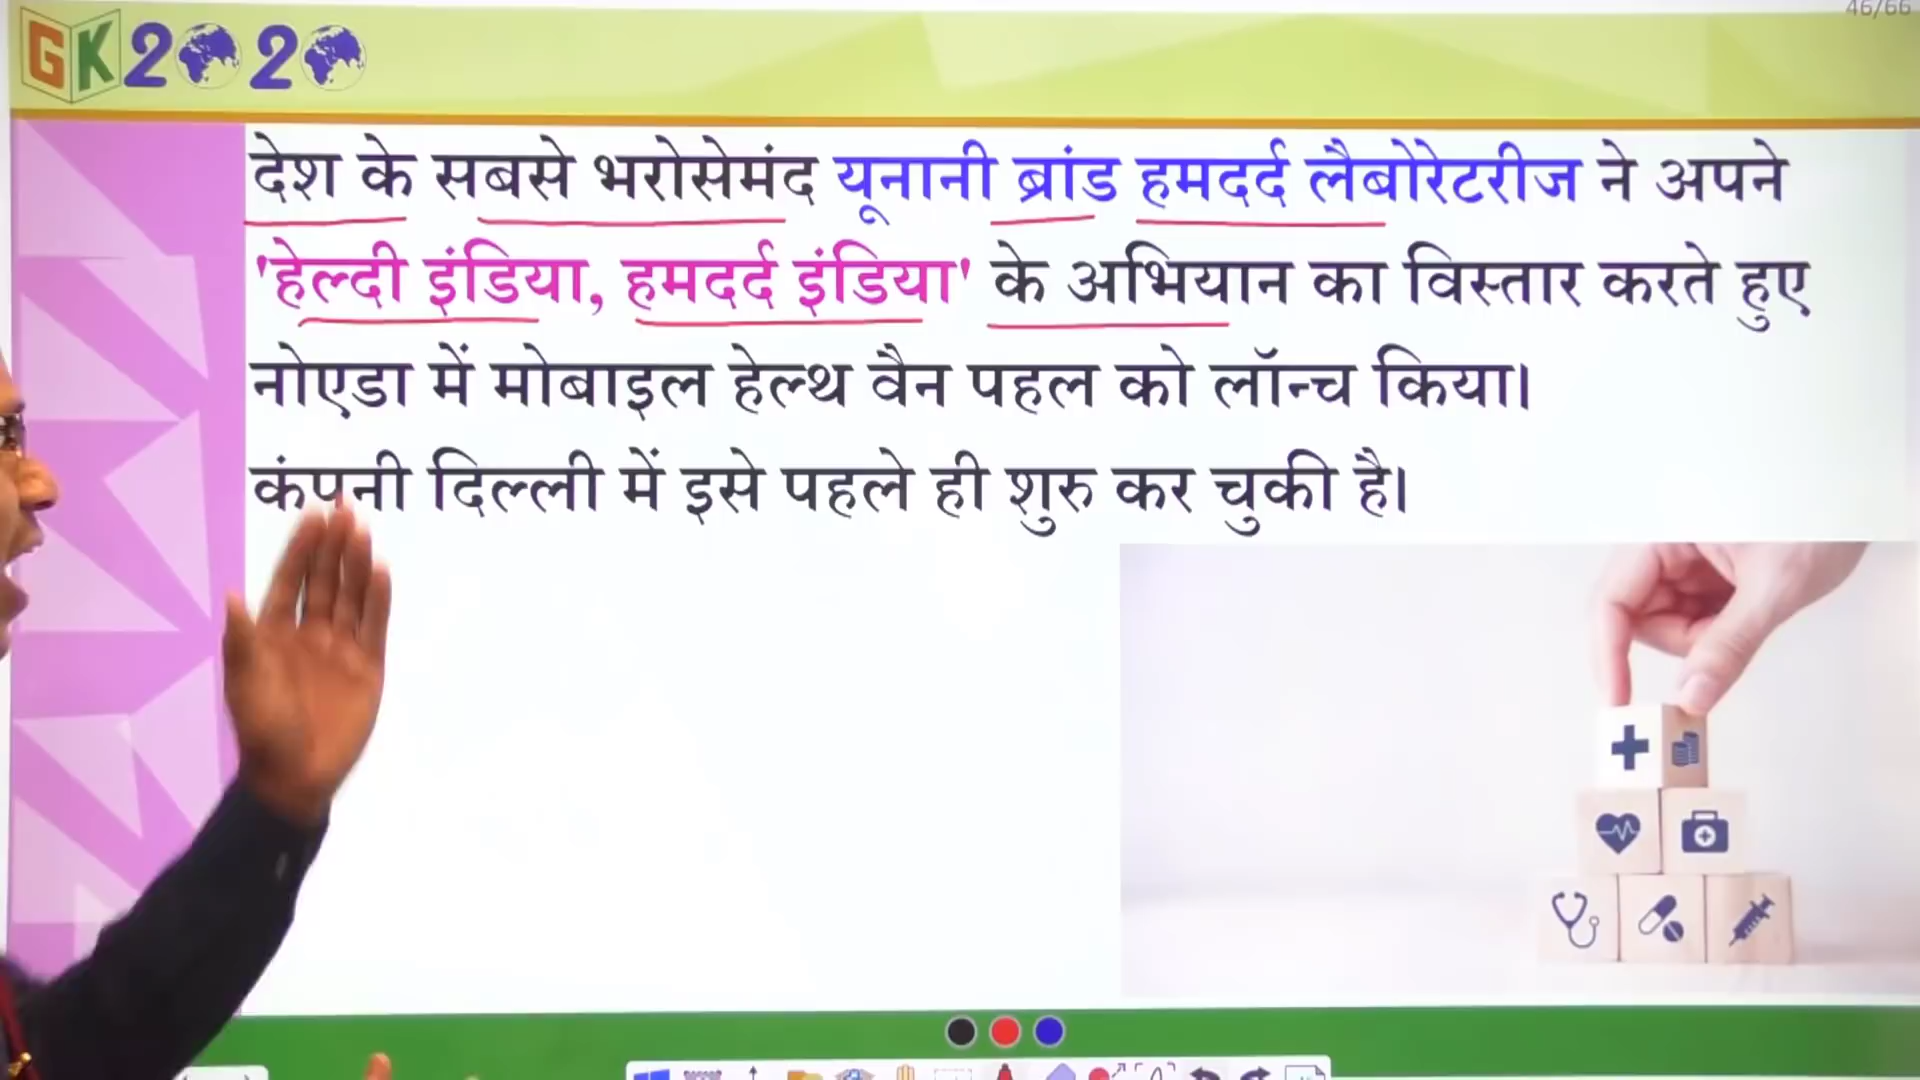 46/66
GK2020
देश के सबसे भरोसेमंद यूनानी ब्रांड हमदर्द लैबोरेटरीज ने अपने
'हेल्दी इंडिया, हमदर्द इंडिया' के अभियान का विस्तार करते हुए
नोएडा में मोबाइल हेल्थ वैन पहल को लॉन्च किया।
कंपनी दिल्ली में इसे पहले ही शुरु कर चुकी है।